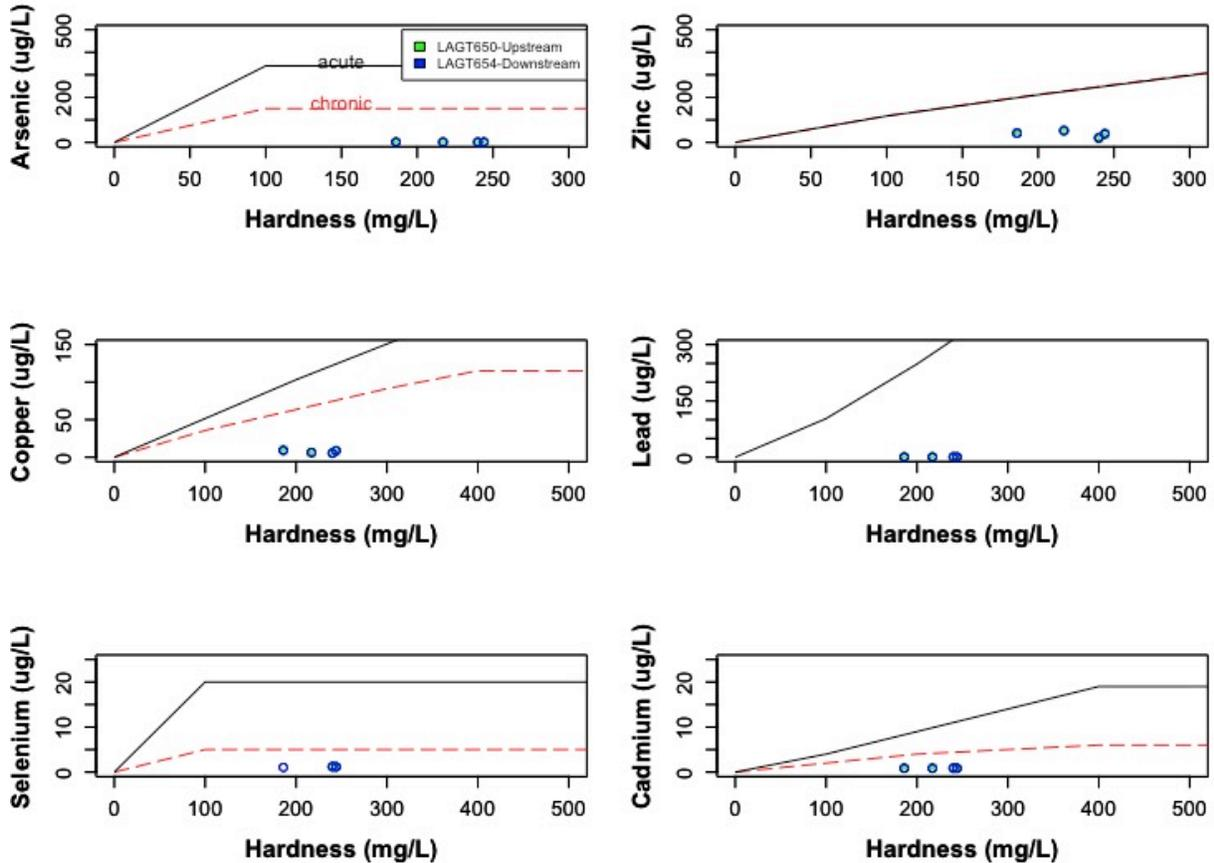 Arsenic (ug/L)
0 200 500
acute
chronic
LAGT650-Upstream
LAGT654-Downstream
0 50 100 150 200 250 300
Hardness (mg/L)
Zinc (ug/L)
0 200 500
0 50 100 150 200 250 300
Hardness (mg/L)
Copper (ug/L)
0 50 150
0 100 200 300 400 500
Hardness (mg/L)
Lead (ug/L)
0 150 300
0 100 200 300 400 500
Hardness (mg/L)
Selenium (ug/L)
0 10 20
0 100 200 300 400 500
Hardness (mg/L)
Cadmium (ug/L)
0 10 20
0 100 200 300 400 500
Hardness (mg/L)